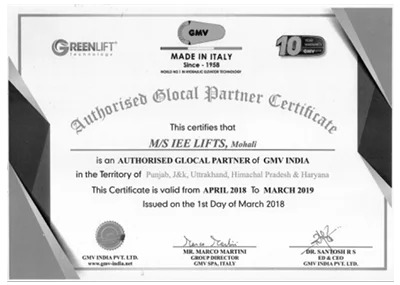 GREENLIFT
Technology
GMV
MADE IN ITALY
Since - 1958
WORLD NO 1 IN HYDRAULIC ELEVATOR TECHNOLOGY
10
Authorised Glocal Partner Certificate
This certifies that
M/S IEE LIFTS, Mohali
is an AUTHORISED GLOCAL PARTNER of GMV INDIA
in the Territory of Punjab, J&k, Uttrakhand, Himachal Pradesh & Haryana
This Certificate is valid from APRIL 2018 To MARCH 2019
Issued on the 1st Day of March 2018
GMV INDIA PVT. LTD.
www.gmv-india.net
MR. MARCO MARTINI
GROUP DIRECTOR
GMV SPA, ITALY
DR. SANTOSH R S
ED & CEO
GMV INDIA PVT. LTD.